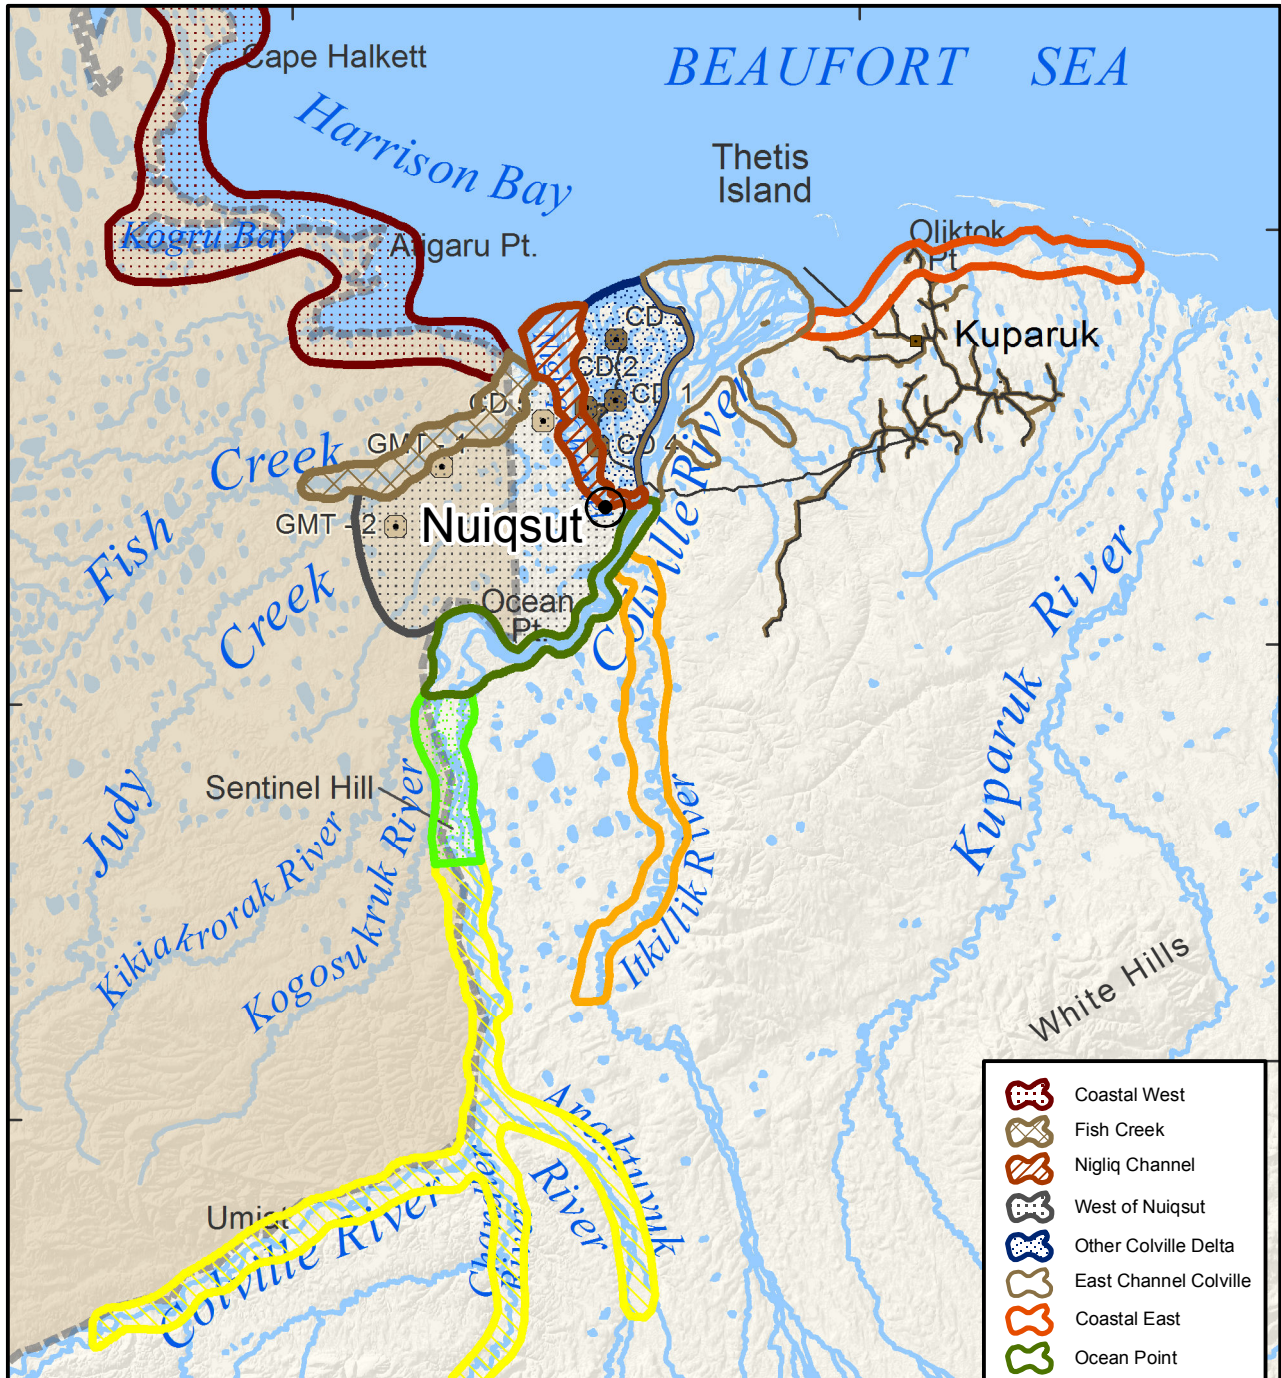 Cape Halkett
BEAUFORT SEA
Harrison Bay
Thetis
Island
Kogru Bay
Atigaru Pt.
Oliktok
Pt
CD 3
Kuparuk
CD 2
CD 1
CD
GMT - 1
CD 4
Fish
Creek
GMT - 2
Nuiqsut
Colville River
Ocean
Pt.
Judy
Creek
Kuparuk
River
Sentinel Hill
Kikiakrorak River
Kogosukruk River
Itkillik River
White Hills
Anaktuvuk
River
Chandler
River
Umiat
Colville River
Coastal West
Fish Creek
Nigliq Channel
West of Nuiqsut
Other Colville Delta
East Channel Colville
Coastal East
Ocean Point